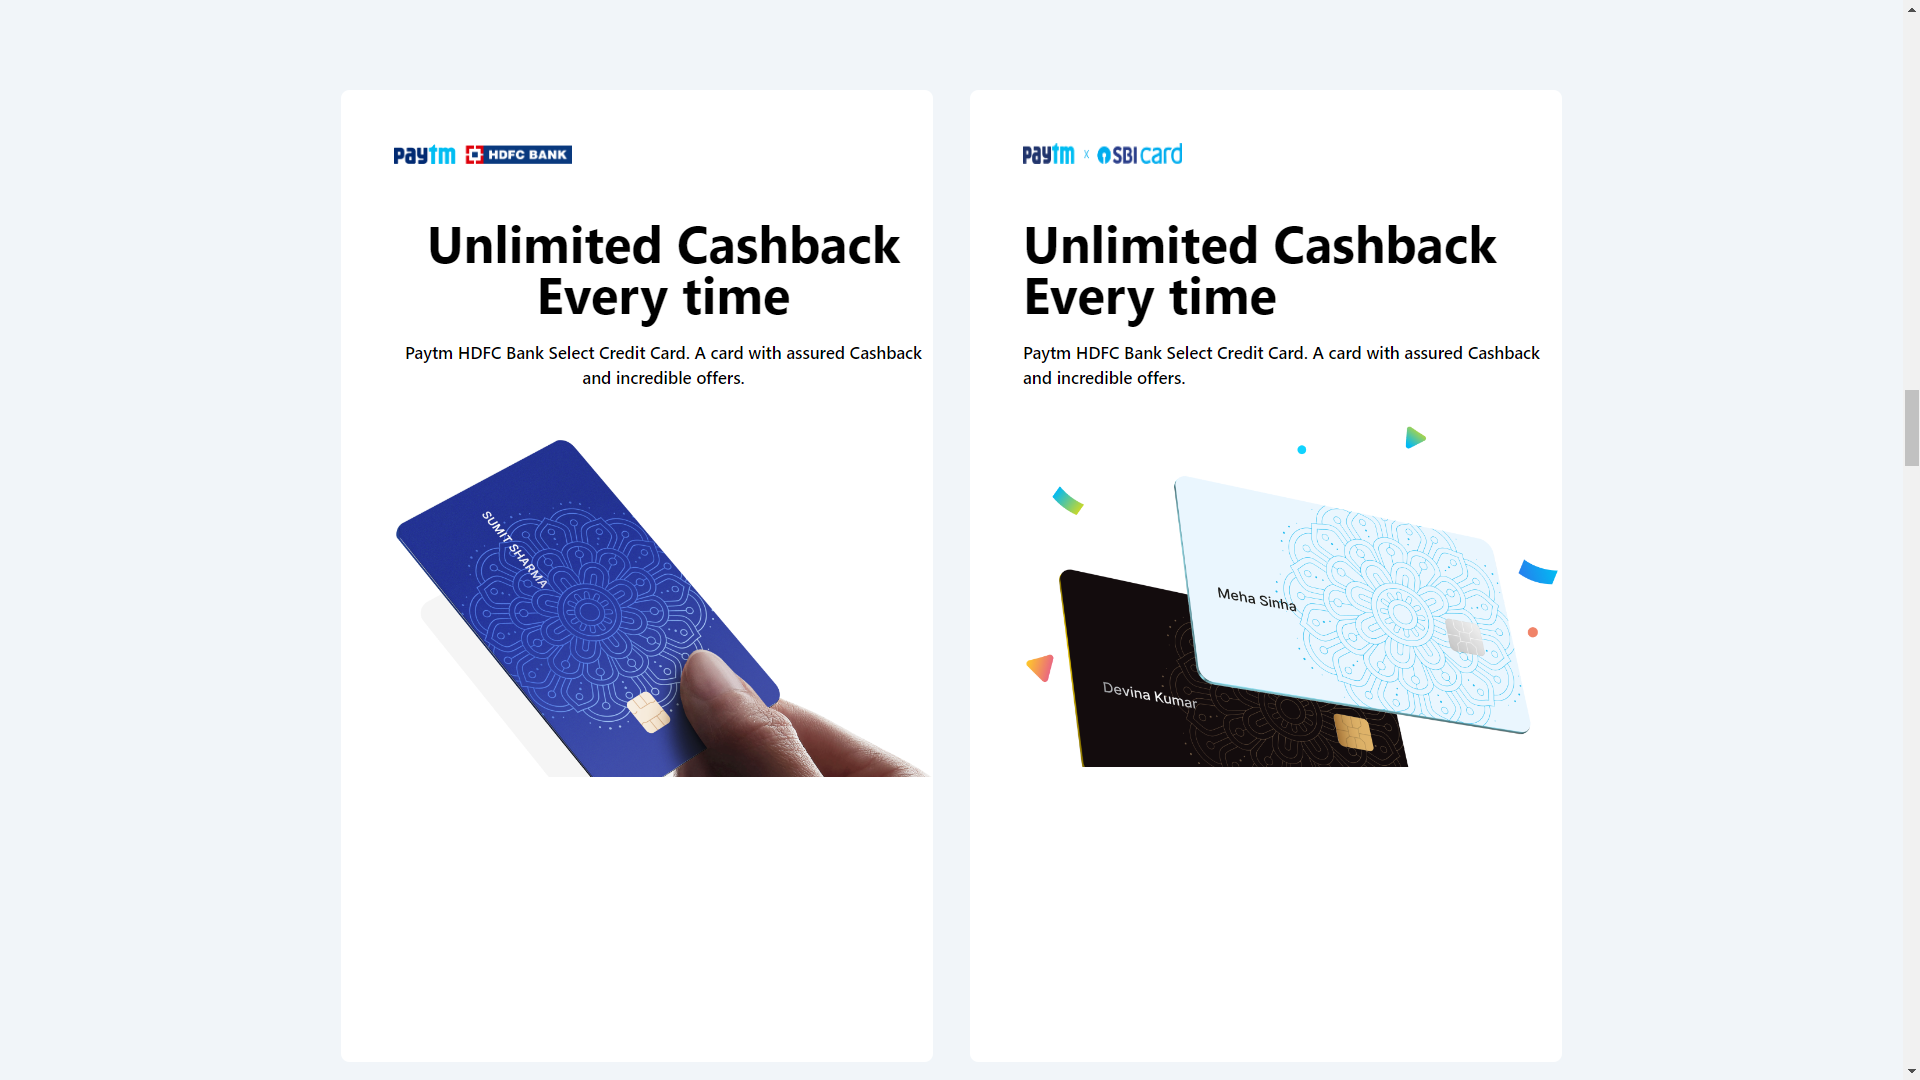 paytm HDFC BANK
Unlimited Cashback
Every time
Paytm HDFC Bank Select Credit Card. A card with assured Cashback
and incredible offers.
SUMIT SHARMA
paytm x SBI card
Unlimited Cashback
Every time
Paytm HDFC Bank Select Credit Card. A card with assured Cashback
and incredible offers.
Meha Sinha
Devina Kumar